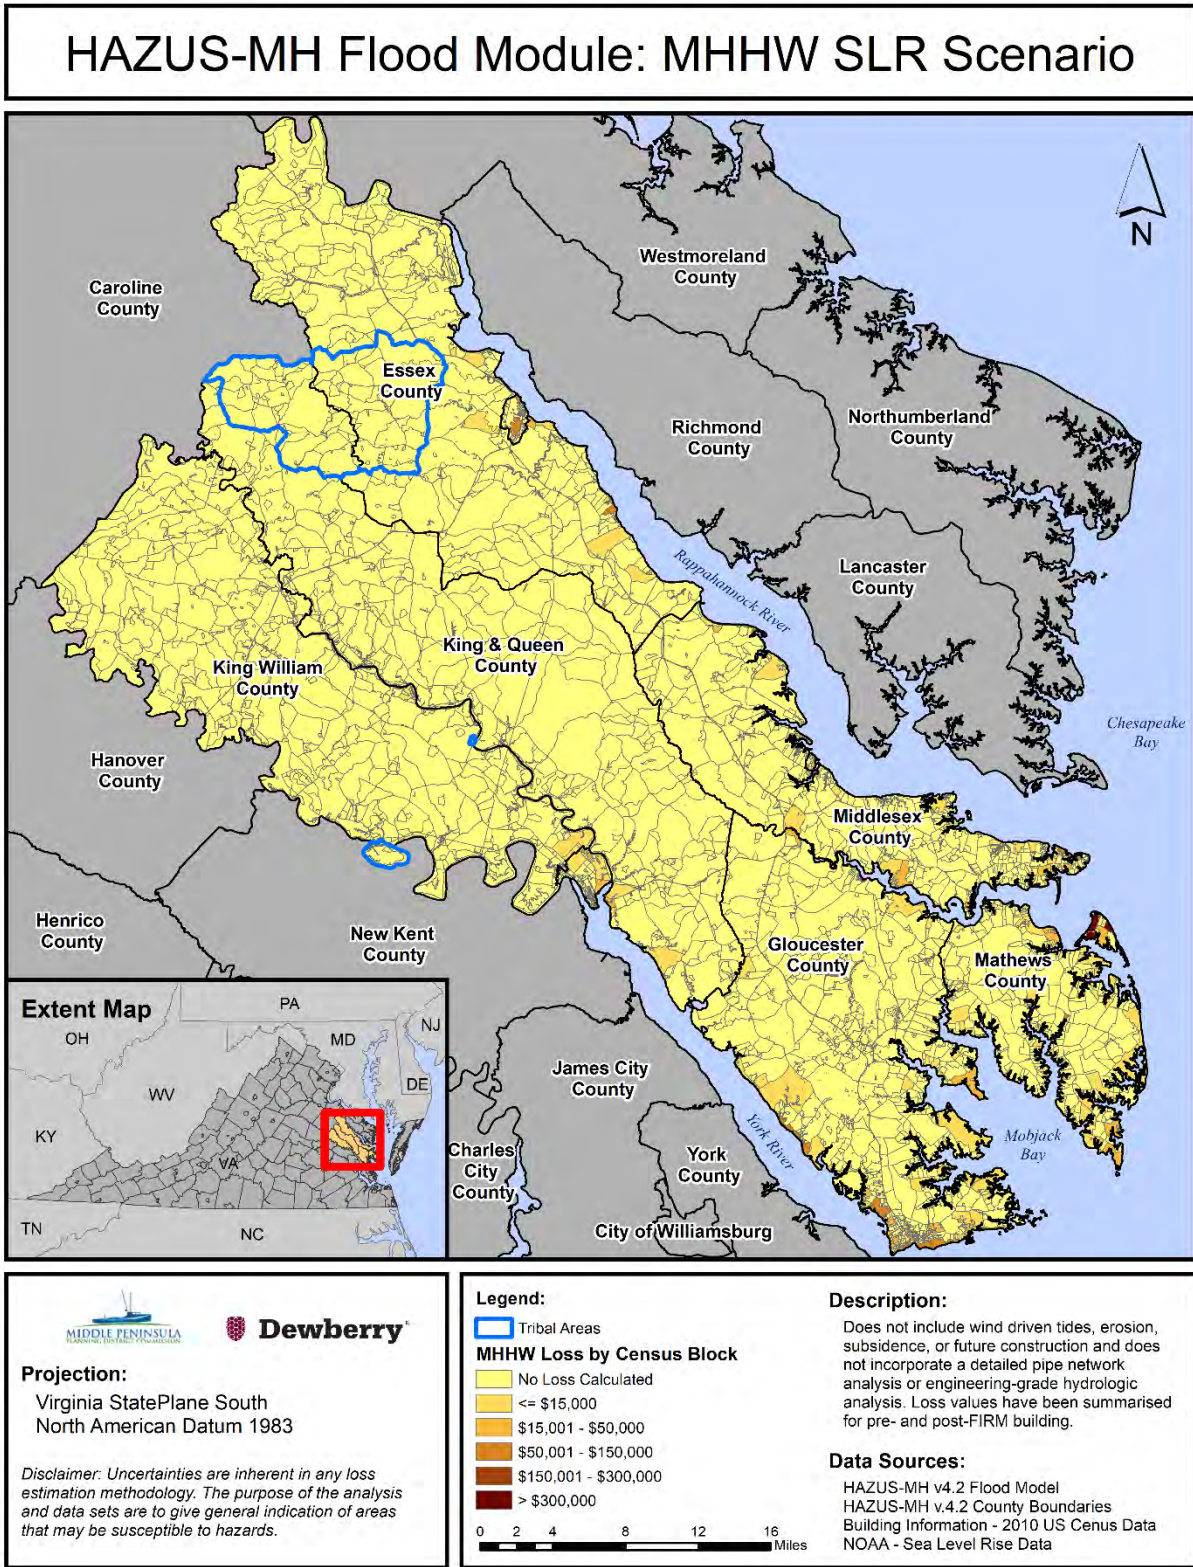 HAZUS-MH Flood Module: MHHW SLR Scenario
N
Westmoreland
County
Caroline
County
Essex
County
Richmond
County
Northumberland
County
Rappahannock River
Lancaster
County
King & Queen
County
King William
County
Chesapeake
Bay
Hanover
County
Middlesex
County
Henrico
County
New Kent
County
Gloucester
County
Mathews
County
James City
County
York River
Mobjack
Bay
Charles
City
County
York
County
City of Williamsburg
Extent Map
PA
OH
MD
NJ
WV
DE
KY
VA
TN
NC
MIDDLE PENINSULA
PLANNING DISTRICT COMMISSION
Dewberry
Projection:
Virginia StatePlane South
North American Datum 1983
Disclaimer: Uncertainties are inherent in any loss
estimation methodology. The purpose of the analysis
and data sets are to give general indication of areas
that may be susceptible to hazards.
Legend:
Tribal Areas
MHHW Loss by Census Block
No Loss Calculated
<= $15,000
$15,001 - $50,000
$50,001 - $150,000
$150,001 - $300,000
> $300,000
0 2 4 8 12 16
Miles
Description:
Does not include wind driven tides, erosion,
subsidence, or future construction and does
not incorporate a detailed pipe network
analysis or engineering-grade hydrologic
analysis. Loss values have been summarised
for pre- and post-FIRM building.
Data Sources:
HAZUS-MH v4.2 Flood Model
HAZUS-MH v.4.2 County Boundaries
Building Information - 2010 US Cenus Data
NOAA - Sea Level Rise Data